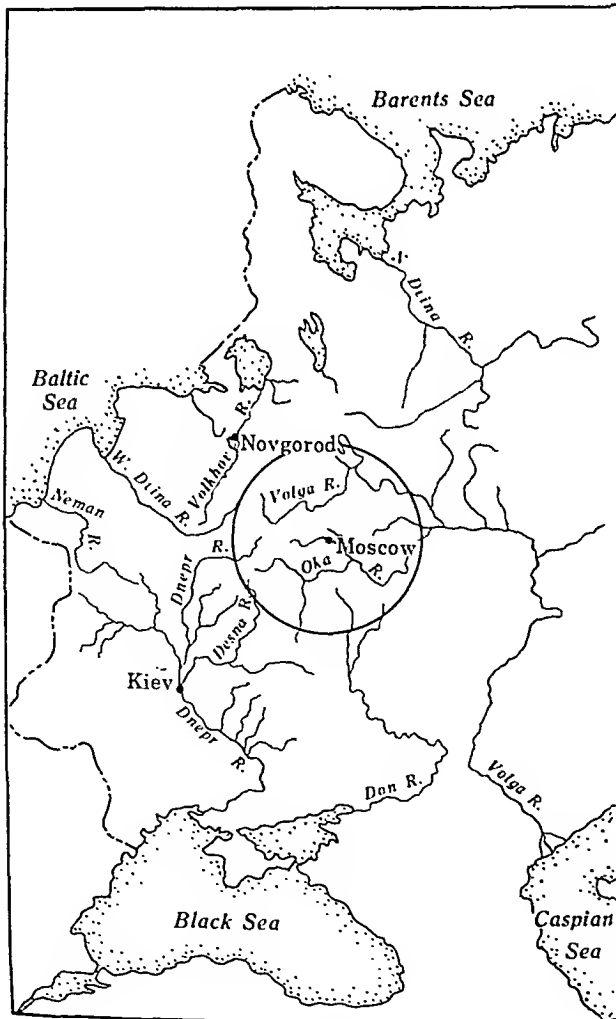 Barents Sea
N.
Dvina R.
Baltic
Sea
Novgorod
W. Dvina R.
Volkhov R.
Volga R.
Neman
R.
Moscow
Oka R.
Dnepr R.
Desna R.
Kiev
Dnepr
R.
Don R.
Volga R.
Black Sea
Caspian
Sea